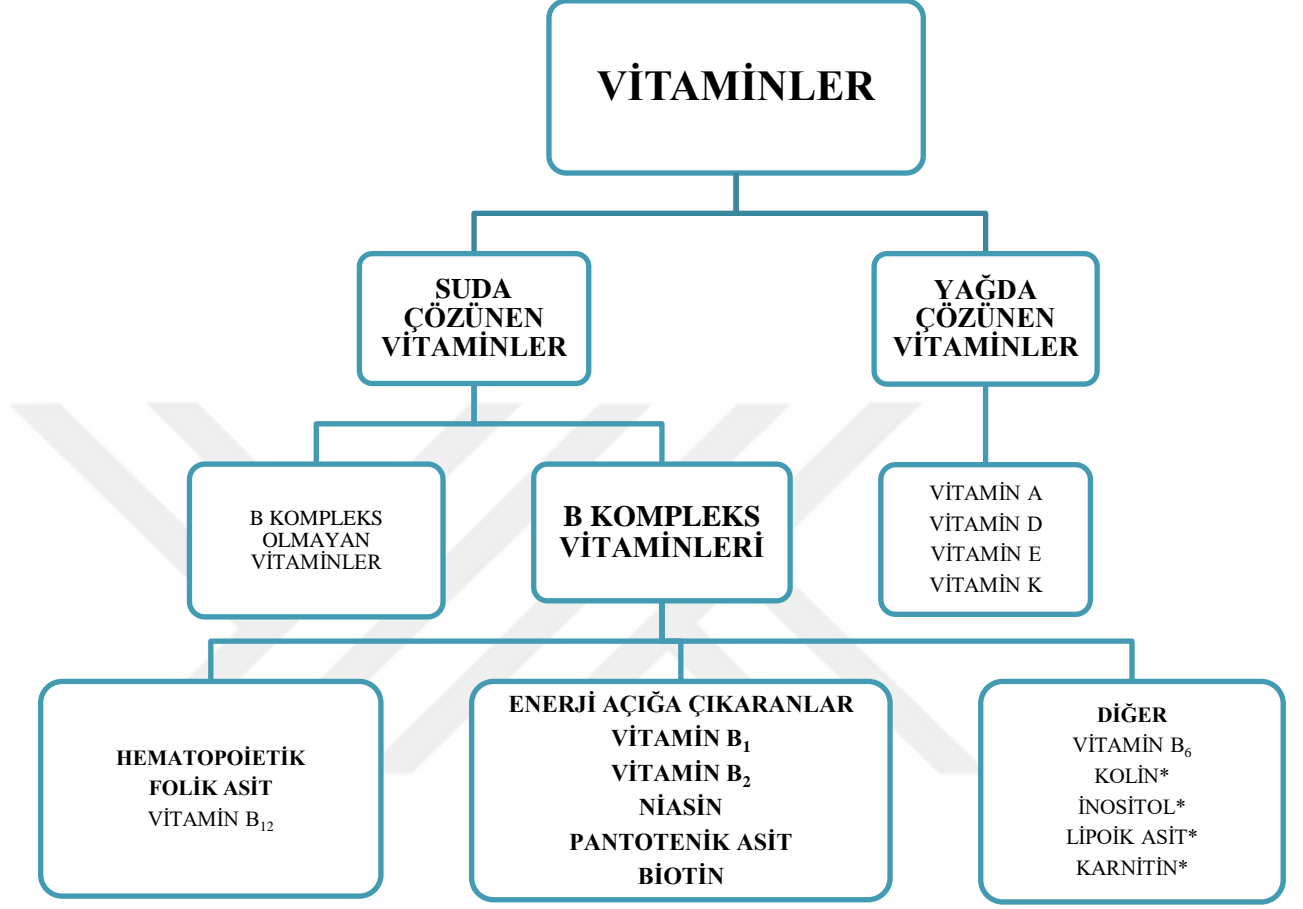 VİTAMİNLER
SUDA
ÇÖZÜNEN
VİTAMİNLER
YAĞDA
ÇÖZÜNEN
VİTAMİNLER
B KOMPLEKS
OLMAYAN
VİTAMİNLER
B KOMPLEKS
VİTAMİNLERİ
VİTAMİN A
VİTAMİN D
VİTAMİN E
VİTAMİN K
HEMATOPOİETİK
FOLİK ASİT
VİTAMİN B₁₂
ENERJİ AÇIĞA ÇIKARANLAR
VİTAMİN B₁
VİTAMİN B₂
NİASİN
PANTOTENİK ASİT
BİOTİN
DİĞER
VİTAMİN B₆
KOLİN*
İNOSİTOL*
LİPOİK ASİT*
KARNİTİN*